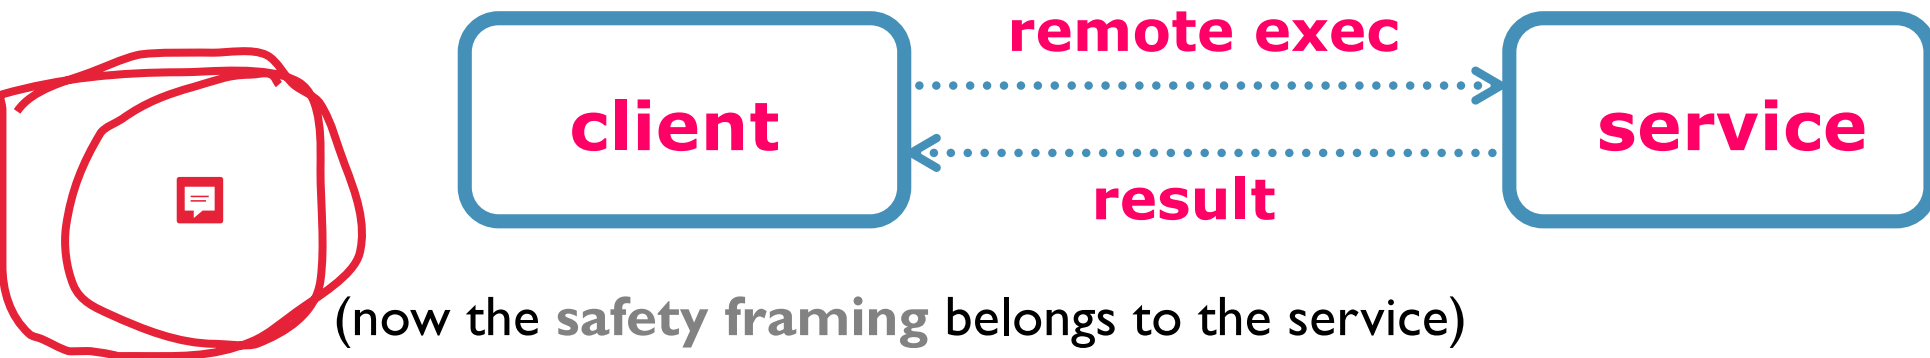 remote exec
client
service
result
(now the safety framing belongs to the service)